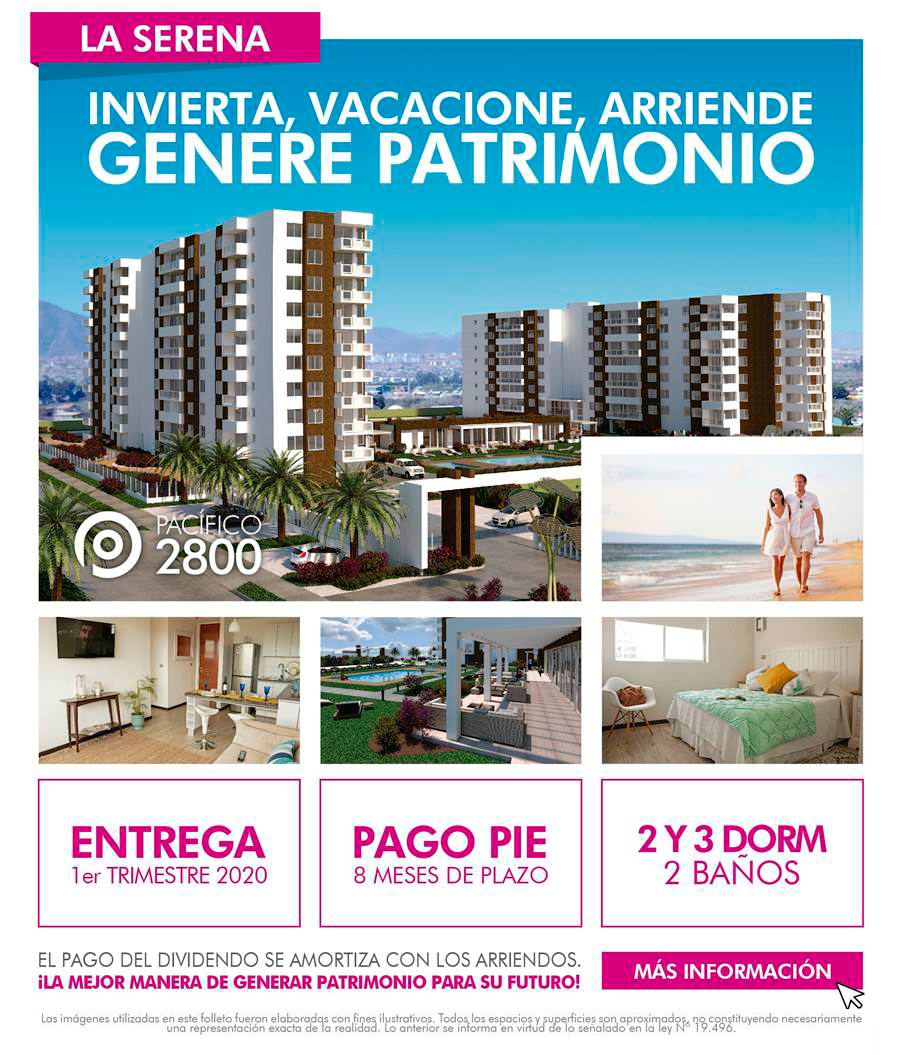 LA SERENA
INVIERTA, VACACIONE, ARRIENDE
GENERE PATRIMONIO
PACÍFICO
2800
ENTREGA
1er TRIMESTRE 2020
PAGO PIE
8 MESES DE PLAZO
2 Y 3 DORM
2 BAÑOS
EL PAGO DEL DIVIDENDO SE AMORTIZA CON LOS ARRIENDOS.
¡LA MEJOR MANERA DE GENERAR PATRIMONIO PARA SU FUTURO!
MÁS INFORMACIÓN
Las imágenes utilizadas en este folleto fueron elaboradas con fines ilustrativos. Todos los espacios y superficies son aproximados, no constituyendo necesariamente
una representación exacta de la realidad. Lo anterior se informa en virtud de lo señalado en la ley Nº 19.496.